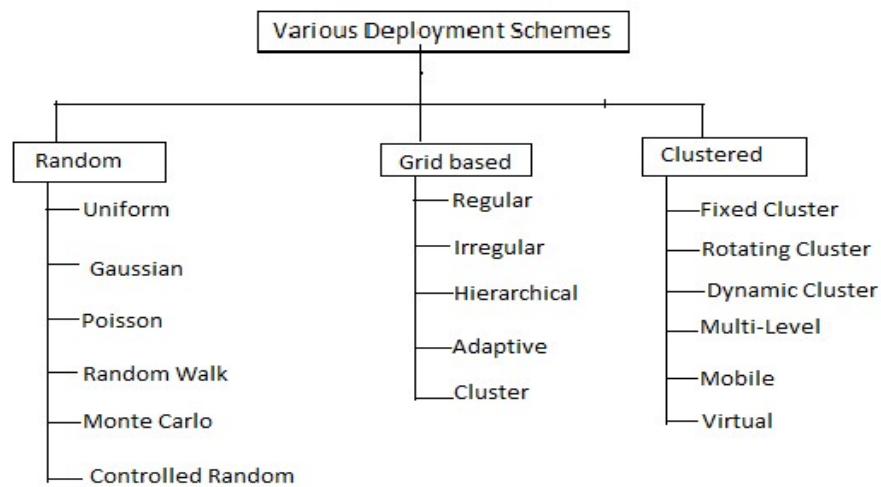 Various Deployment Schemes
Random
Uniform
Gaussian
Poisson
Random Walk
Monte Carlo
Controlled Random
Grid based
Regular
Irregular
Hierarchical
Adaptive
Cluster
Clustered
Fixed Cluster
Rotating Cluster
Dynamic Cluster
Multi-Level
Mobile
Virtual